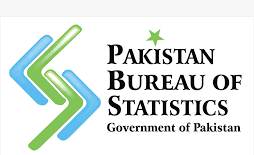 PAKISTAN
BUREAU OF
STATISTICS
Government of Pakistan